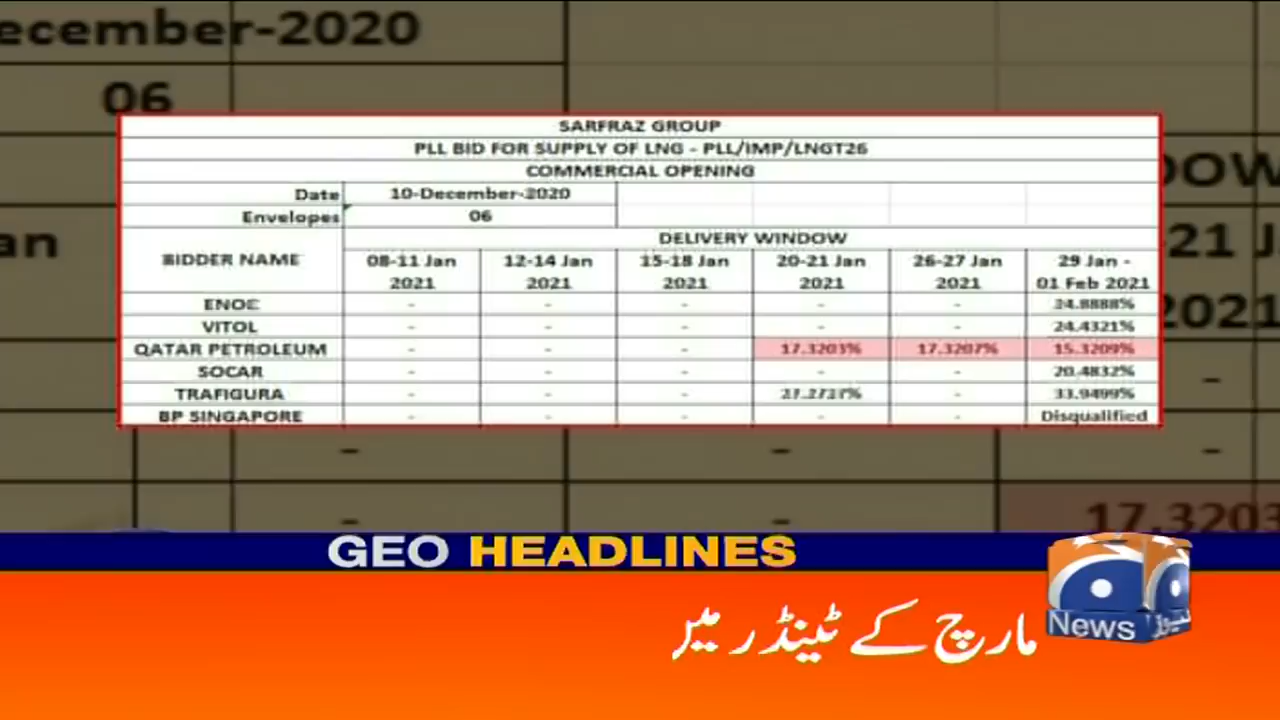 ecember-2020
06
SARFRAZ GROUP
PLL BID FOR SUPPLY OF LNG - PLL/IMP/LNGT26
COMMERCIAL OPENING
Date 10-December-2020
Envelopes 06
DELIVERY WINDOW
BIDDER NAME 08-11 Jan 2021 12-14 Jan 2021 15-18 Jan 2021 20-21 Jan 2021 26-27 Jan 2021 29 Jan - 01 Feb 2021
ENOC - - - - - 24.8888%
VITOL - - - - - 24.4321%
QATAR PETROLEUM - - - 17.3203% 17.3207% 15.3209%
SOCAR - - - - - 20.4832%
TRAFIGURA - - - 27.2727% - 33.9499%
BP SINGAPORE - - - - - Disqualified
an
DOW
-21 J
2021
- - -
- - 17.3203
GEO HEADLINES
مارچ کے ٹینڈر میں
News نیوز